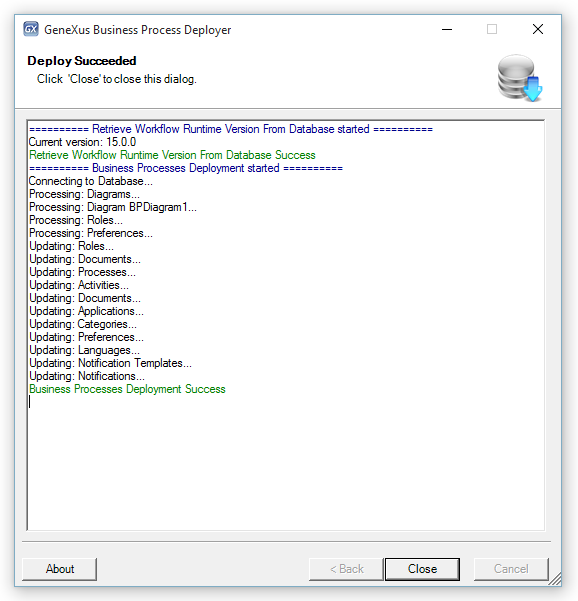 GX GeneXus Business Process Deployer
Deploy Succeeded
Click 'Close' to close this dialog.
========== Retrieve Workflow Runtime Version From Database started ==========
Current version: 15.0.0
Retrieve Workflow Runtime Version From Database Success
========== Business Processes Deployment started ==========
Connecting to Database...
Processing: Diagrams...
Processing: Diagram BPDiagram1...
Processing: Roles...
Processing: Preferences...
Updating: Roles...
Updating: Documents...
Updating: Processes...
Updating: Activities...
Updating: Documents...
Updating: Applications...
Updating: Categories...
Updating: Preferences...
Updating: Languages...
Updating: Notification Templates...
Updating: Notifications...
Business Processes Deployment Success
About < Back Close Cancel